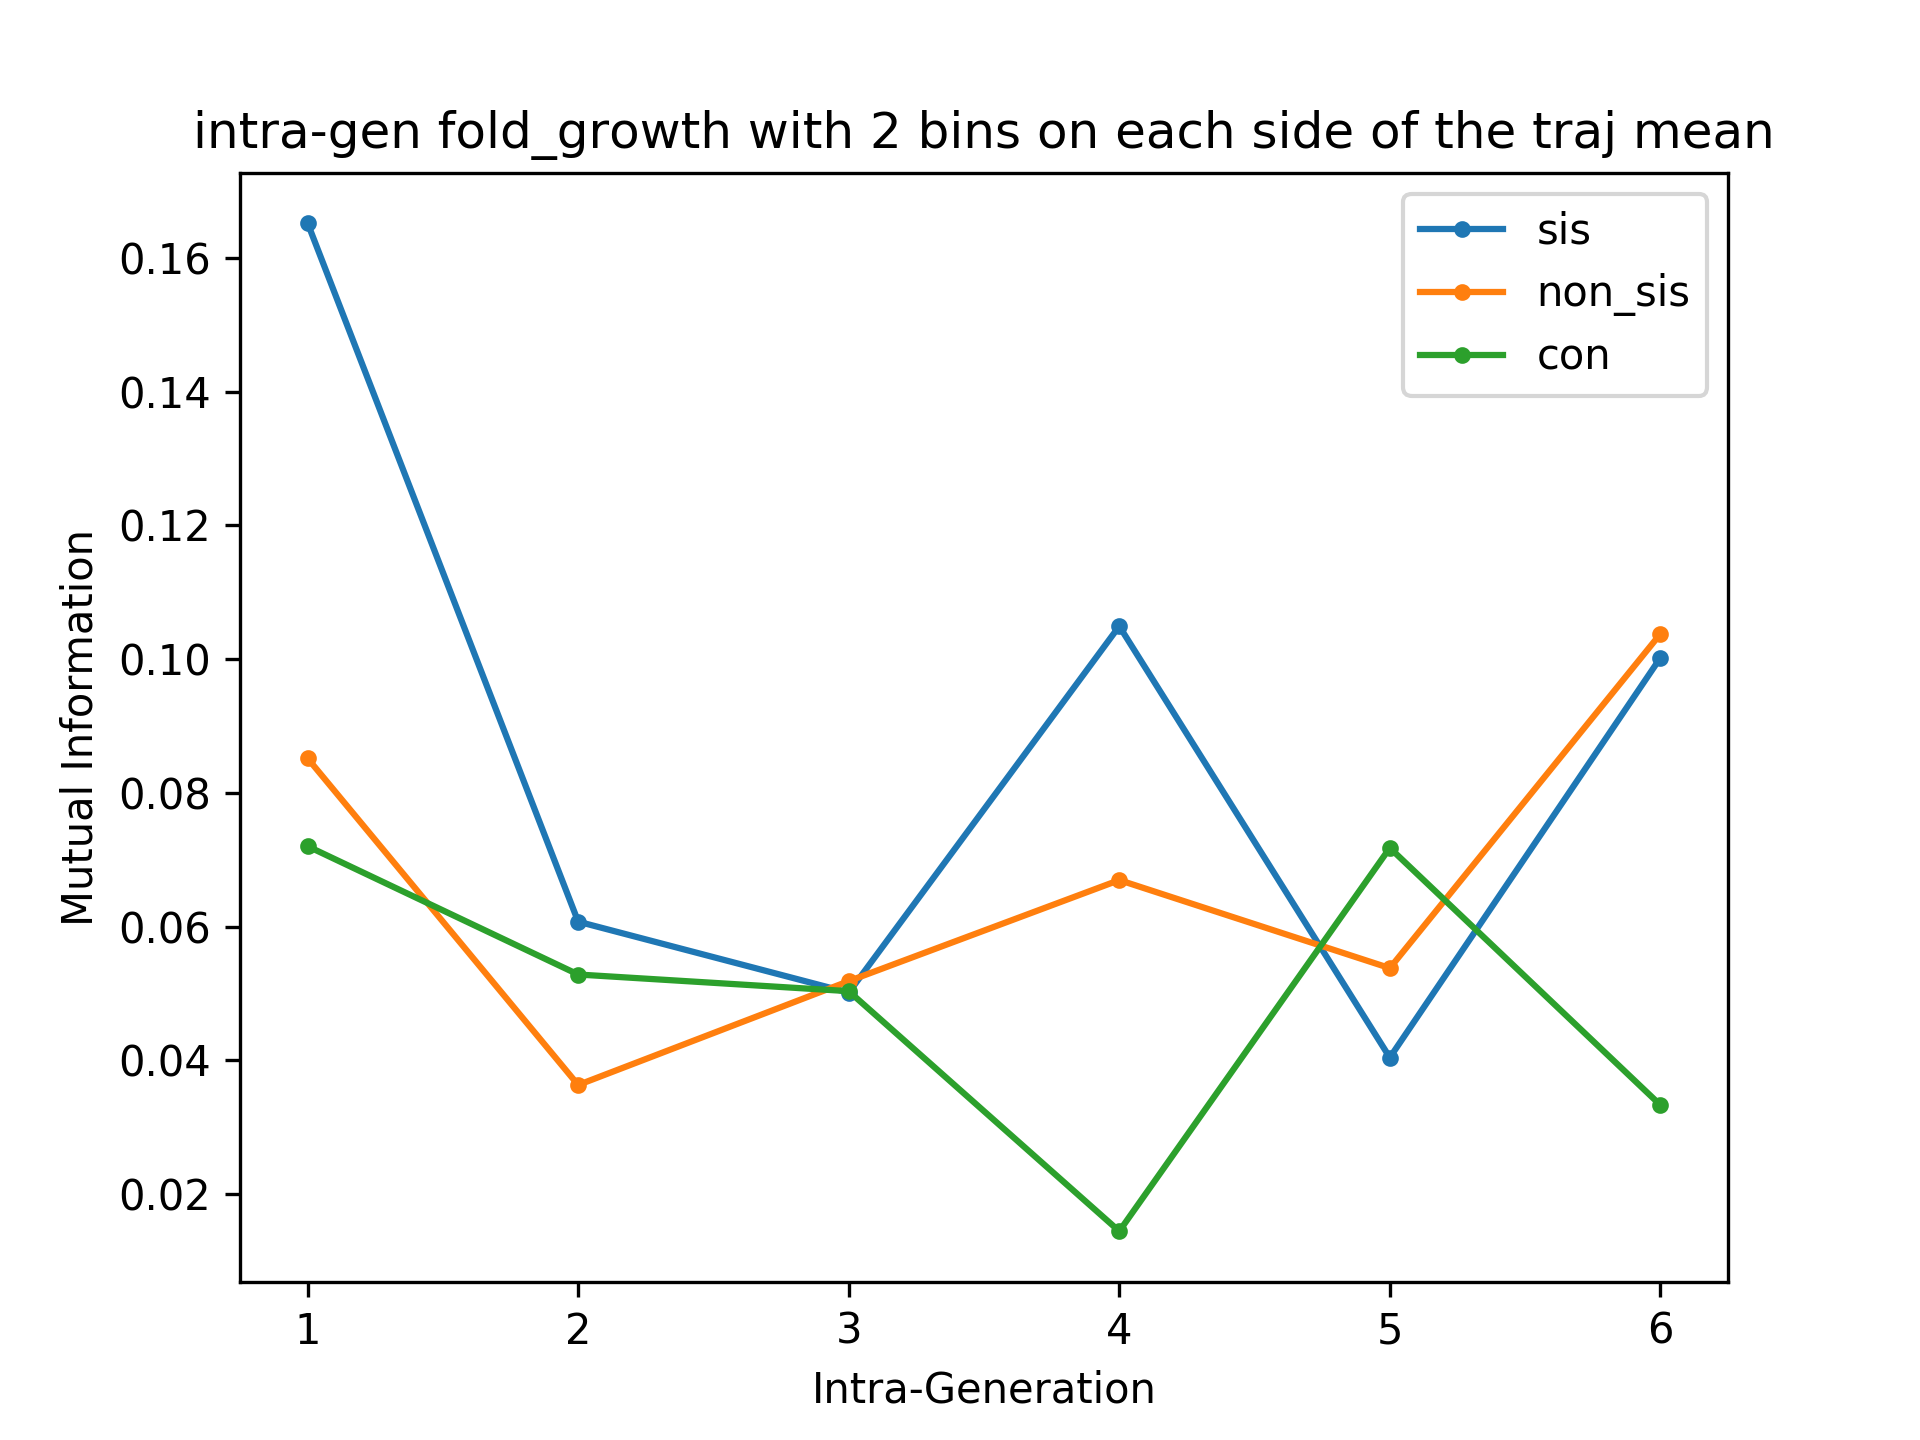 intra-gen fold_growth with 2 bins on each side of the traj mean
sis
non_sis
con
0.16
0.14
0.12
0.10
0.08
0.06
0.04
0.02
Mutual Information
1 2 3 4 5 6
Intra-Generation